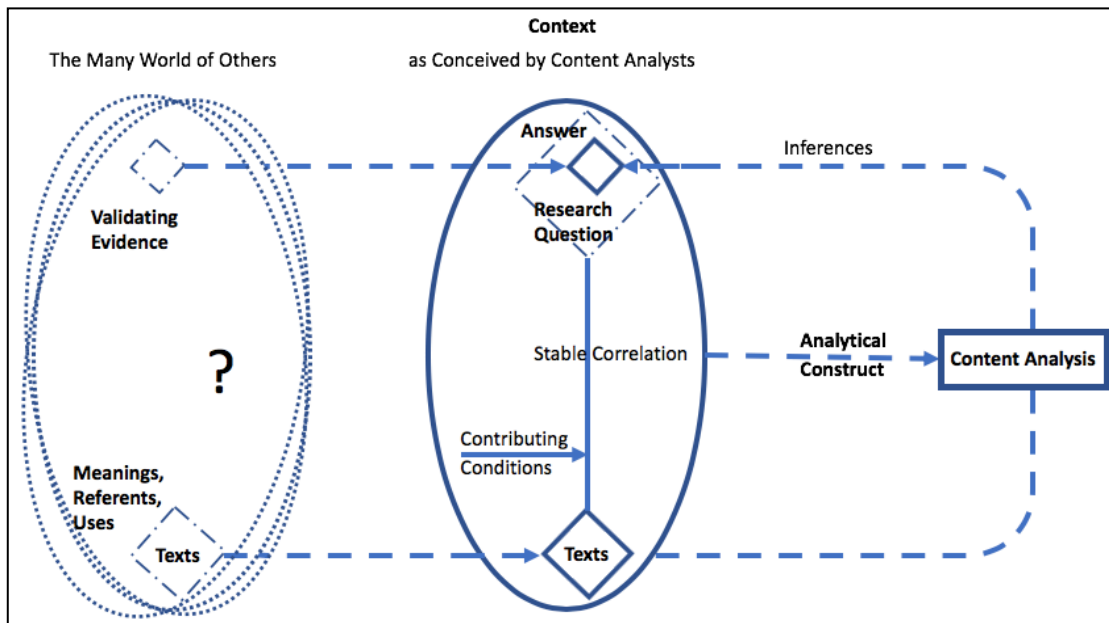 Context
The Many World of Others
as Conceived by Content Analysts
Answer
Inferences
Validating
Evidence
Research
Question
?
Stable Correlation
Analytical
Construct
Content Analysis
Contributing
Conditions
Meanings,
Referents,
Uses
Texts
Texts